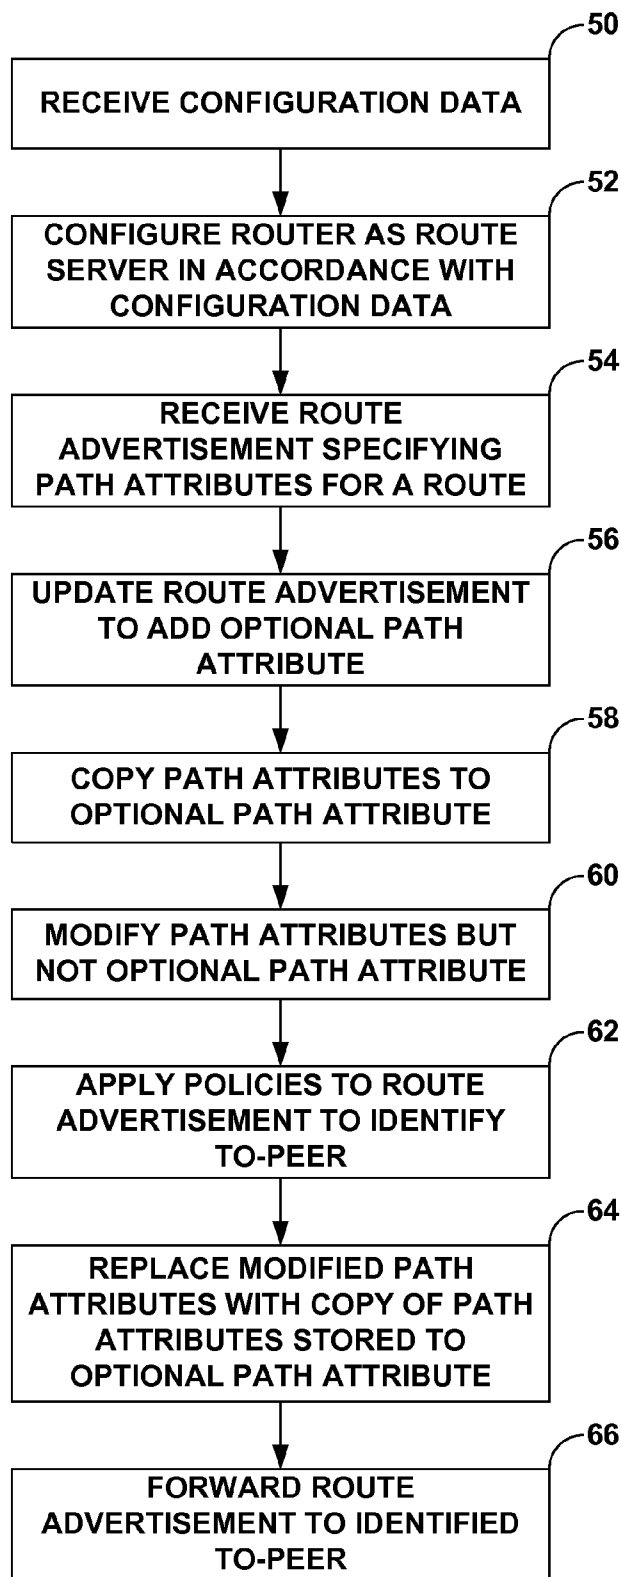 50
RECEIVE CONFIGURATION DATA
52
CONFIGURE ROUTER AS ROUTE
SERVER IN ACCORDANCE WITH
CONFIGURATION DATA
54
RECEIVE ROUTE
ADVERTISEMENT SPECIFYING
PATH ATTRIBUTES FOR A ROUTE
56
UPDATE ROUTE ADVERTISEMENT
TO ADD OPTIONAL PATH
ATTRIBUTE
58
COPY PATH ATTRIBUTES TO
OPTIONAL PATH ATTRIBUTE
60
MODIFY PATH ATTRIBUTES BUT
NOT OPTIONAL PATH ATTRIBUTE
62
APPLY POLICIES TO ROUTE
ADVERTISEMENT TO IDENTIFY
TO-PEER
64
REPLACE MODIFIED PATH
ATTRIBUTES WITH COPY OF PATH
ATTRIBUTES STORED TO
OPTIONAL PATH ATTRIBUTE
66
FORWARD ROUTE
ADVERTISEMENT TO IDENTIFIED
TO-PEER